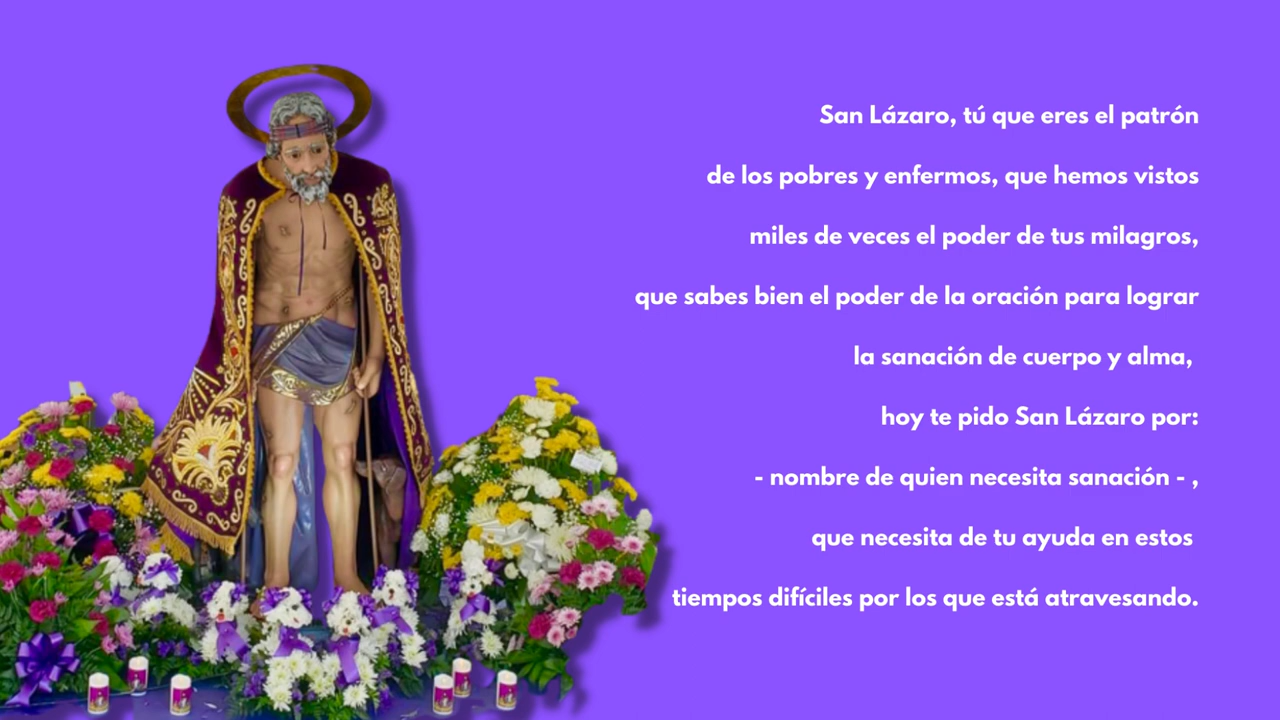 San Lázaro, tú que eres el patrón
de los pobres y enfermos, que hemos vistos
miles de veces el poder de tus milagros,
que sabes bien el poder de la oración para lograr
la sanación de cuerpo y alma,
hoy te pido San Lázaro por:
- nombre de quien necesita sanación - ,
que necesita de tu ayuda en estos
tiempos difíciles por los que está atravesando.